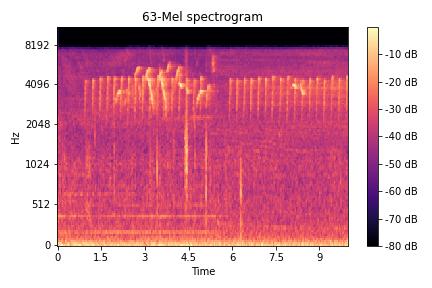 63-Mel spectrogram
8192
4096
2048
1024
512
0
Hz
0 1.5 3 4.5 6 7.5 9
Time
-10 dB
-20 dB
-30 dB
-40 dB
-50 dB
-60 dB
-70 dB
-80 dB